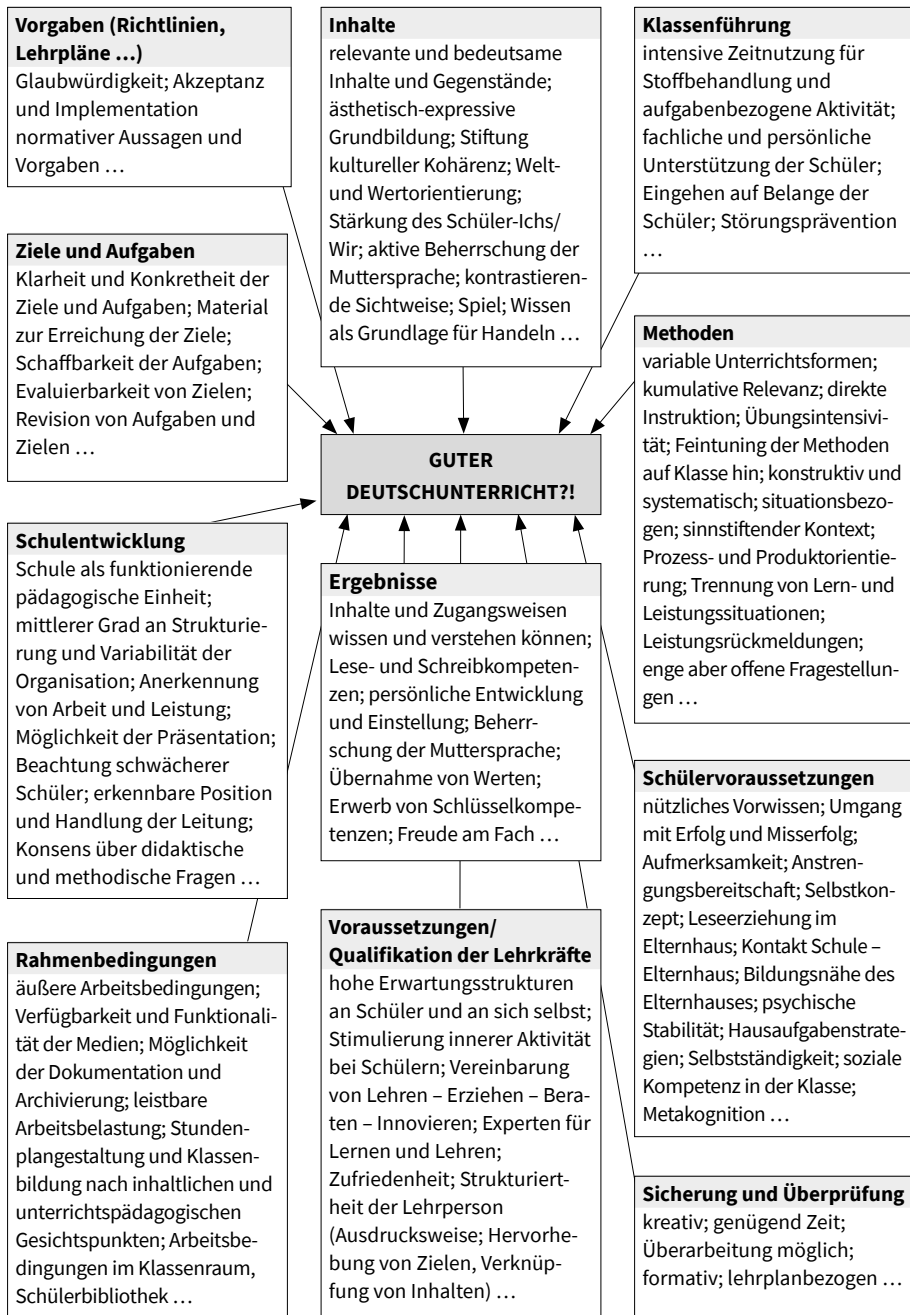 Vorgaben (Richtlinien,
Lehrpläne …)
Glaubwürdigkeit; Akzeptanz
und Implementation
normativer Aussagen und
Vorgaben …
Inhalte
relevante und bedeutsame
Inhalte und Gegenstände;
ästhetisch-expressive
Grundbildung; Stiftung
kultureller Kohärenz; Welt-
und Wertorientierung;
Stärkung des Schüler-Ichs/
Wir; aktive Beherrschung der
Muttersprache; kontrastieren-
de Sichtweise; Spiel; Wissen
als Grundlage für Handeln …
Klassenführung
intensive Zeitnutzung für
Stoffbehandlung und
aufgabenbezogene Aktivität;
fachliche und persönliche
Unterstützung der Schüler;
Eingehen auf Belange der
Schüler; Störungsprävention
…
Ziele und Aufgaben
Klarheit und Konkretheit der
Ziele und Aufgaben; Material
zur Erreichung der Ziele;
Schaffbarkeit der Aufgaben;
Evaluierbarkeit von Zielen;
Revision von Aufgaben und
Zielen …
Methoden
variable Unterrichtsformen;
kumulative Relevanz; direkte
Instruktion; Übungsintensivi-
tät; Feintuning der Methoden
auf Klasse hin; konstruktiv und
systematisch; situationsbezo-
gen; sinnstiftender Kontext;
Prozess- und Produktorientie-
rung; Trennung von Lern- und
Leistungssituationen;
Leistungsrückmeldungen;
enge aber offene Fragestellun-
gen …
GUTER
DEUTSCHUNTERRICHT?!
Schulentwicklung
Schule als funktionierende
pädagogische Einheit;
mittlerer Grad an Strukturie-
rung und Variabilität der
Organisation; Anerkennung
von Arbeit und Leistung;
Möglichkeit der Präsentation;
Beachtung schwächerer
Schüler; erkennbare Position
und Handlung der Leitung;
Konsens über didaktische
und methodische Fragen …
Ergebnisse
Inhalte und Zugangsweisen
wissen und verstehen können;
Lese- und Schreibkompeten-
zen; persönliche Entwicklung
und Einstellung; Beherr-
schung der Muttersprache;
Übernahme von Werten;
Erwerb von Schlüsselkompe-
tenzen; Freude am Fach …
Schülervoraussetzungen
nützliches Vorwissen; Umgang
mit Erfolg und Misserfolg;
Aufmerksamkeit; Anstren-
gungsbereitschaft; Selbstkon-
zept; Leseerziehung im
Elternhaus; Kontakt Schule –
Elternhaus; Bildungsnähe des
Elternhauses; psychische
Stabilität; Hausaufgabenstrate-
gien; Selbstständigkeit; soziale
Kompetenz in der Klasse;
Metakognition …
Rahmenbedingungen
äußere Arbeitsbedingungen;
Verfügbarkeit und Funktionali-
tät der Medien; Möglichkeit
der Dokumentation und
Archivierung; leistbare
Arbeitsbelastung; Stunden-
plangestaltung und Klassen-
bildung nach inhaltlichen und
unterrichtspädagogischen
Gesichtspunkten; Arbeitsbe-
dingungen im Klassenraum,
Schülerbibliothek …
Voraussetzungen/
Qualifikation der Lehrkräfte
hohe Erwartungsstrukturen
an Schüler und an sich selbst;
Stimulierung innerer Aktivität
bei Schülern; Vereinbarung
von Lehren – Erziehen – Bera-
ten – Innovieren; Experten für
Lernen und Lehren;
Zufriedenheit; Strukturiert-
heit der Lehrperson
(Ausdrucksweise; Hervorhe-
bung von Zielen, Verknüp-
fung von Inhalten) …
Sicherung und Überprüfung
kreativ; genügend Zeit;
Überarbeitung möglich;
formativ; lehrplanbezogen …